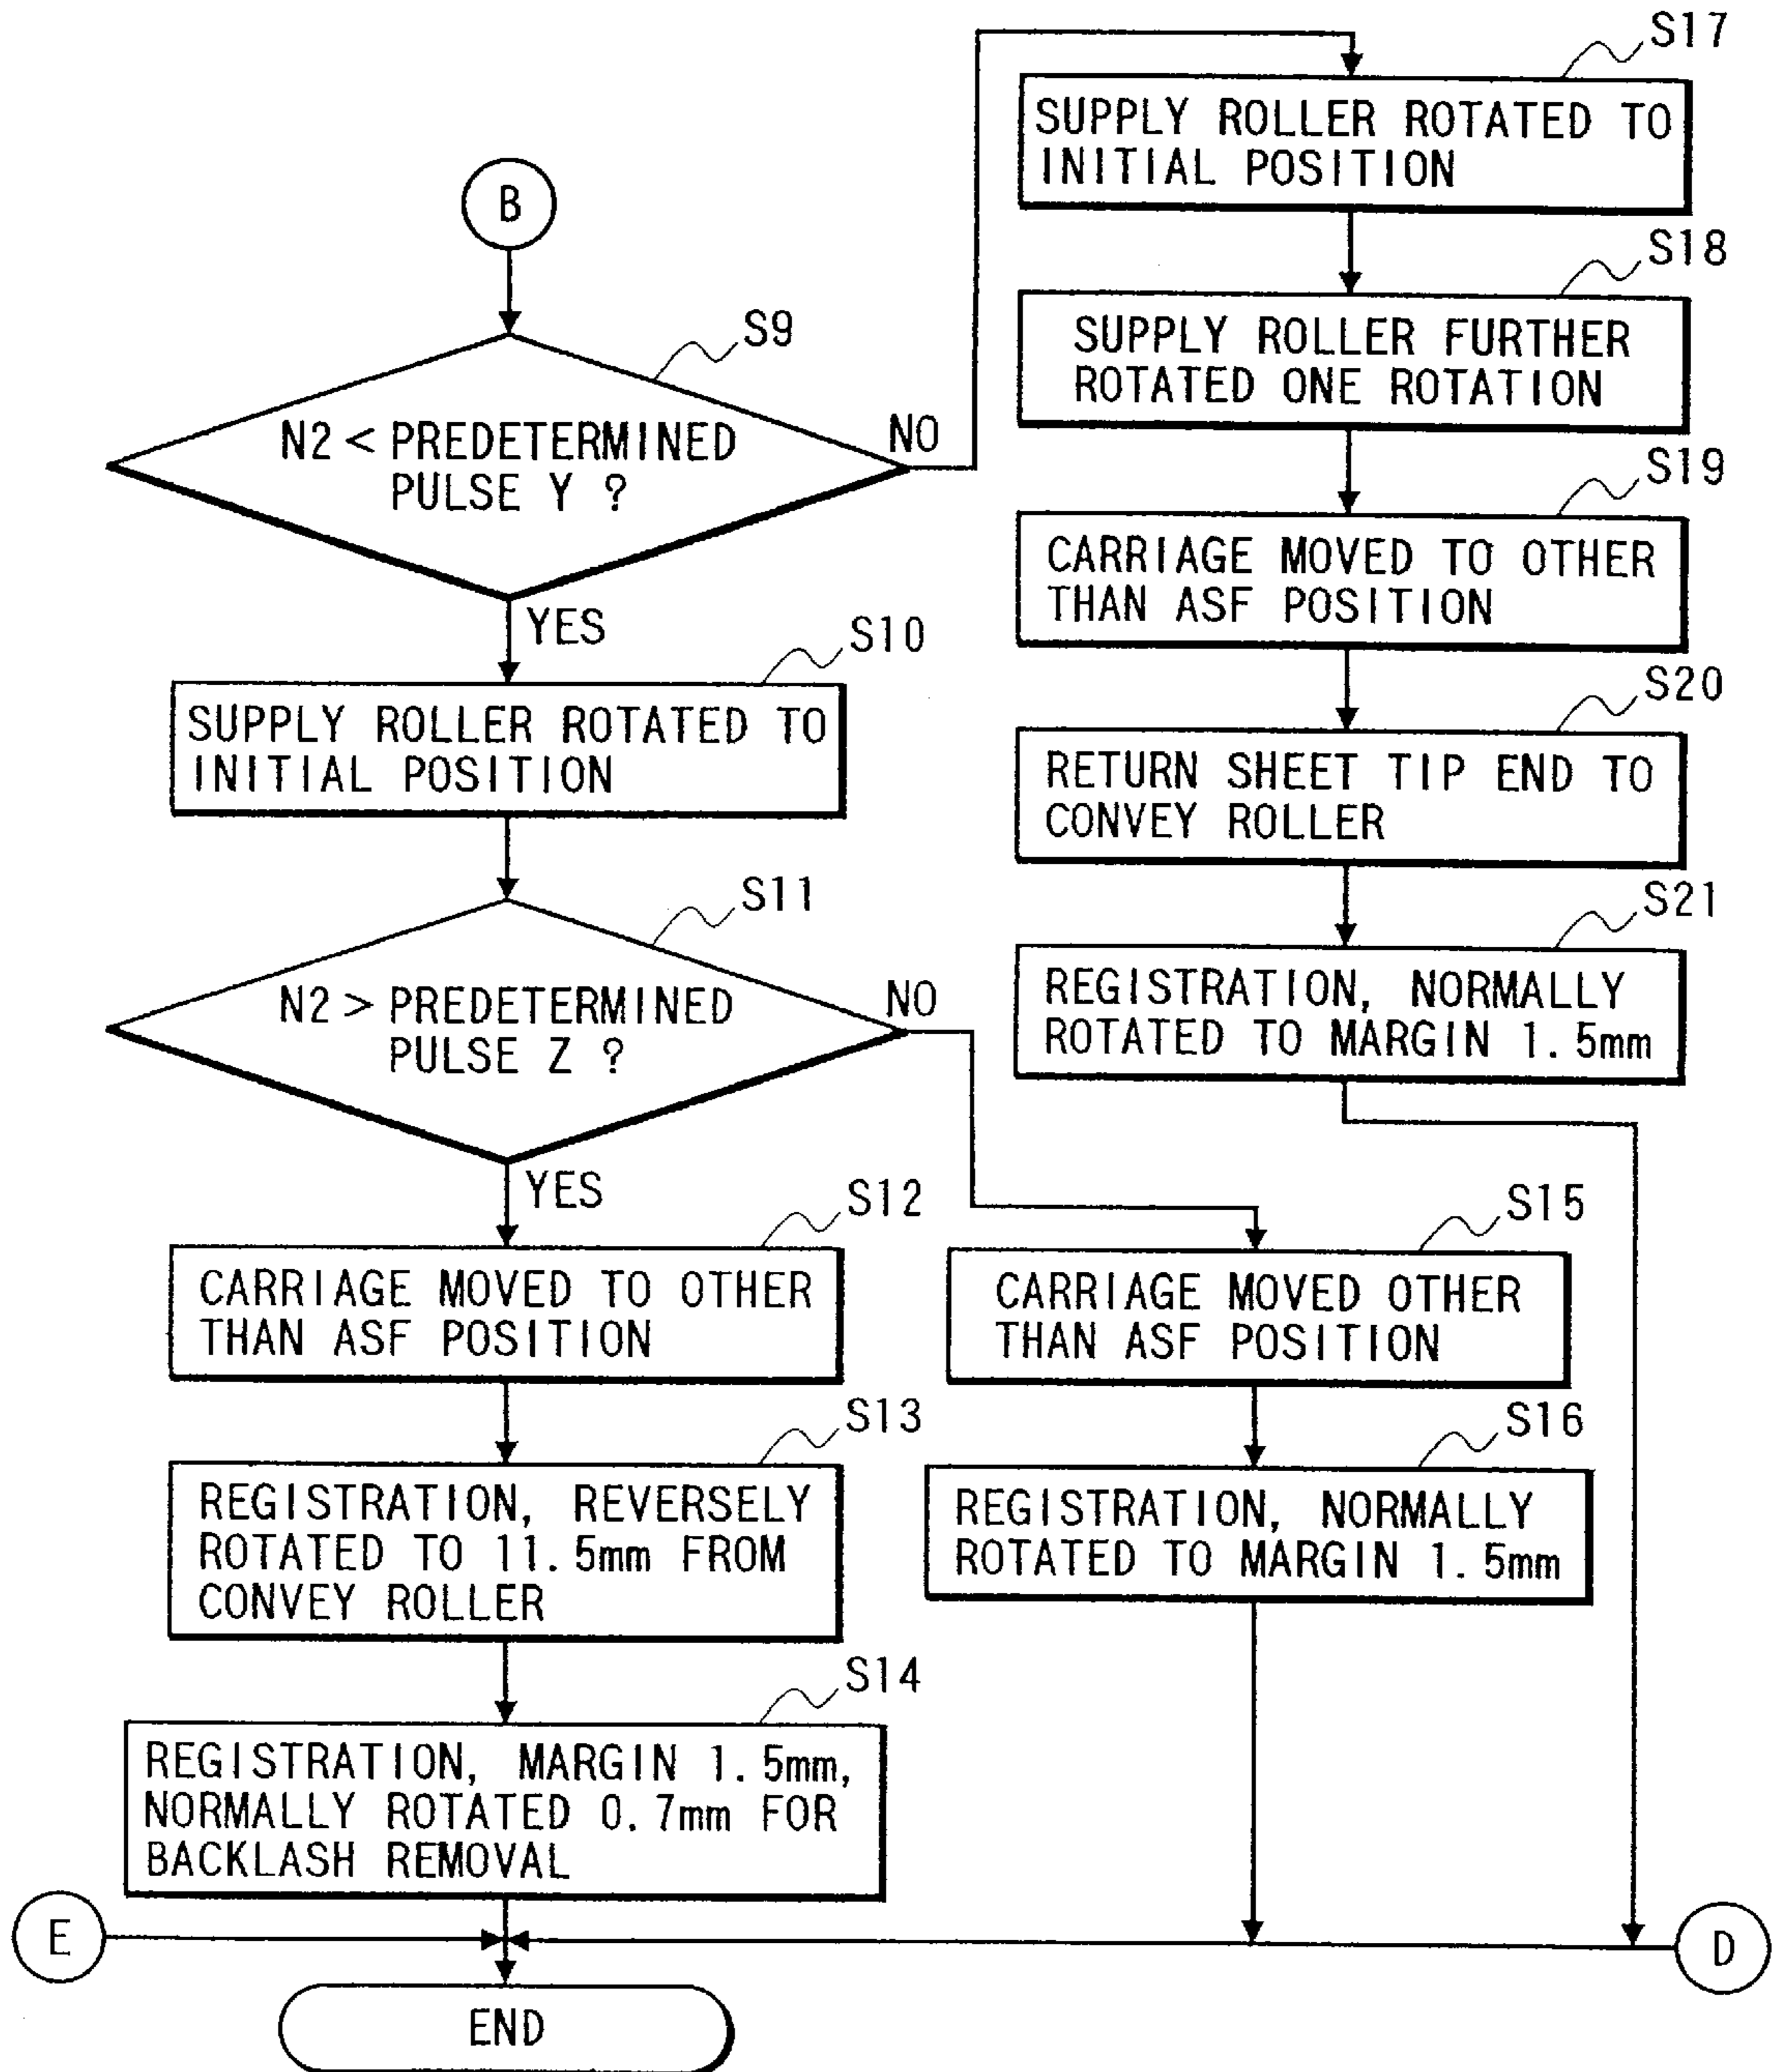 B
S9
N2 < PREDETERMINED
PULSE Y ?
NO
YES
S10
SUPPLY ROLLER ROTATED TO
INITIAL POSITION
S11
N2 > PREDETERMINED
PULSE Z ?
NO
YES
S12
CARRIAGE MOVED TO OTHER
THAN ASF POSITION
S13
REGISTRATION, REVERSELY
ROTATED TO 11.5mm FROM
CONVEY ROLLER
S14
REGISTRATION, MARGIN 1.5mm,
NORMALLY ROTATED 0.7mm FOR
BACKLASH REMOVAL
S15
CARRIAGE MOVED OTHER
THAN ASF POSITION
S16
REGISTRATION, NORMALLY
ROTATED TO MARGIN 1.5mm
S17
SUPPLY ROLLER ROTATED TO
INITIAL POSITION
S18
SUPPLY ROLLER FURTHER
ROTATED ONE ROTATION
S19
CARRIAGE MOVED TO OTHER
THAN ASF POSITION
S20
RETURN SHEET TIP END TO
CONVEY ROLLER
S21
REGISTRATION, NORMALLY
ROTATED TO MARGIN 1.5mm
E
D
END